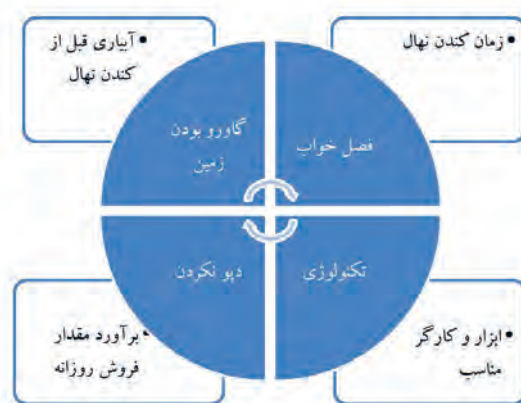 • زمان کندن نهال
• آبیاری قبل از
کندن نهال
فصل خواب
گاورو بودن
زمین
تکنولوژی
دپو نکردن
• ابزار و کارگر
مناسب
• برآورد مقدار
فروش روزانه